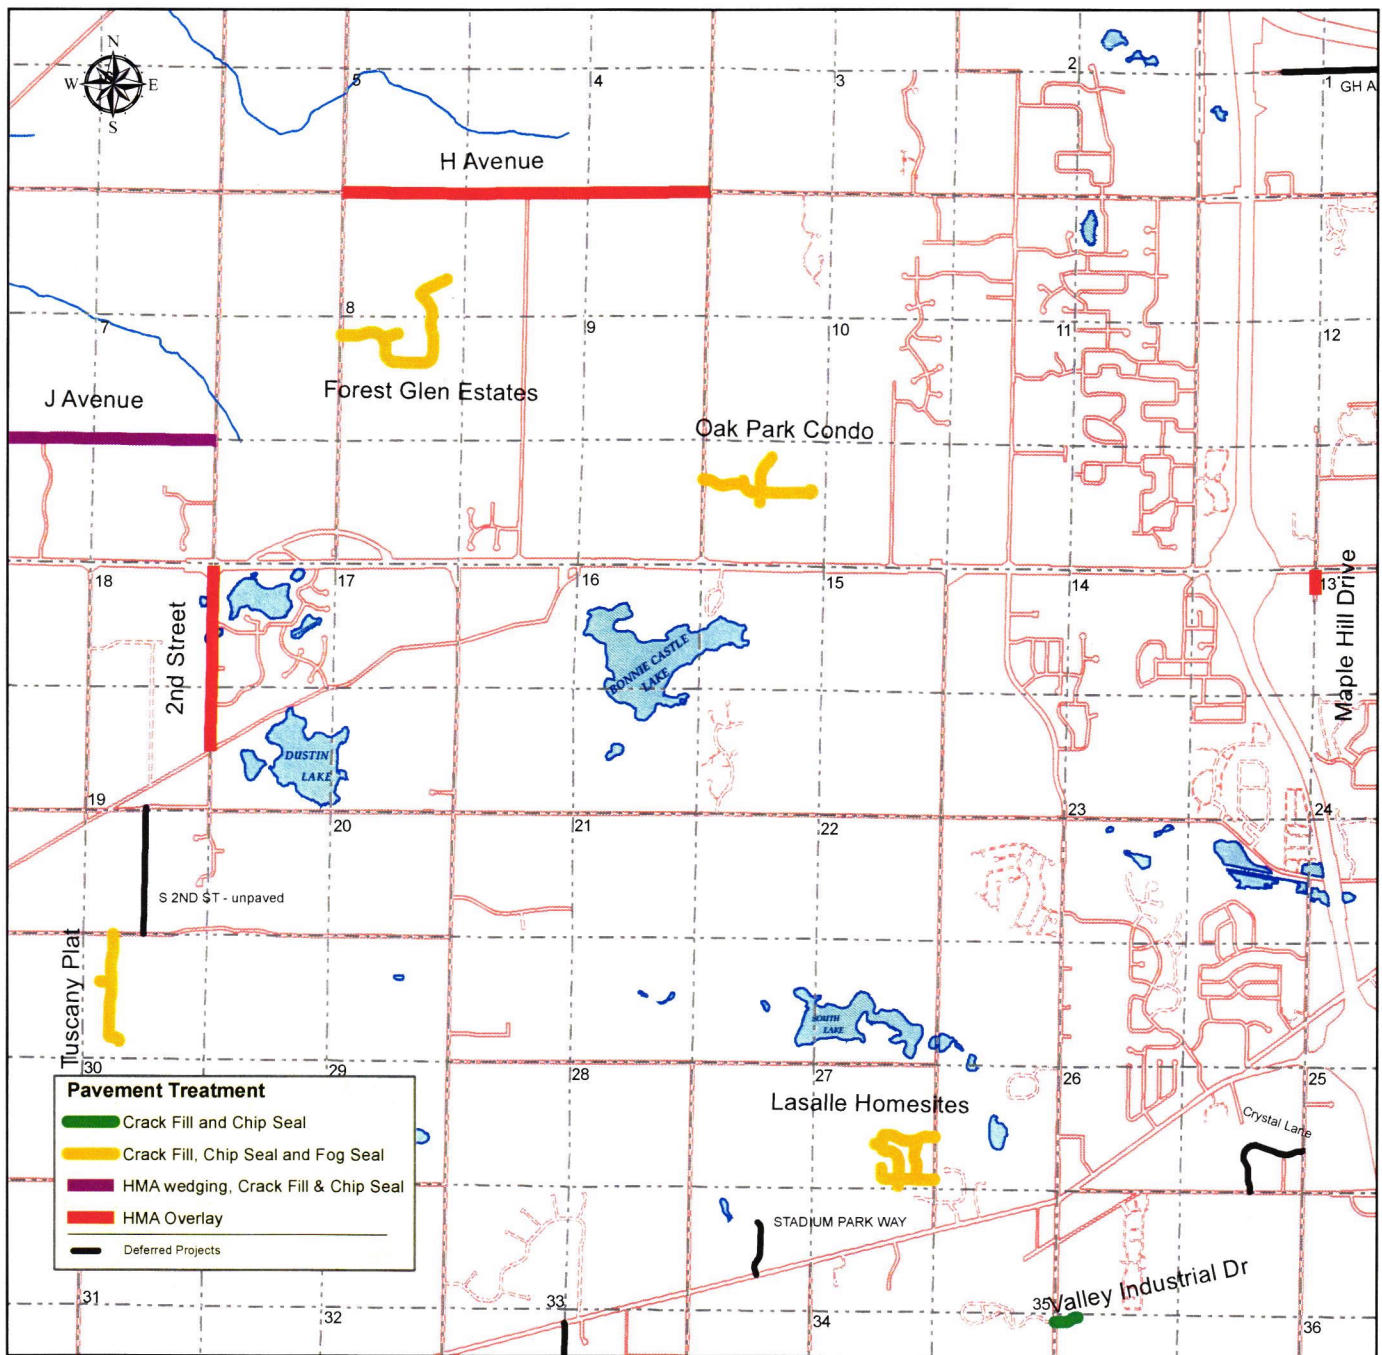 N
W E
S
5
4
3
2
1
GH A
H Avenue
7
8
9
10
11
12
J Avenue
Forest Glen Estates
Oak Park Condo
18
17
16
15
14
13
2nd Street
Maple Hill Drive
BONNIE CASTLE
LAKE
DUSTIN
LAKE
19
20
21
22
23
24
S 2ND ST - unpaved
Tuscany Plat
SOUTH
LAKE
30
29
28
27
26
25
Lasalle Homesites
Crystal Lane
Pavement Treatment
Crack Fill and Chip Seal
Crack Fill, Chip Seal and Fog Seal
HMA wedging, Crack Fill & Chip Seal
HMA Overlay
Deferred Projects
STADIUM PARK WAY
Valley Industrial Dr
31
32
33
34
35
36